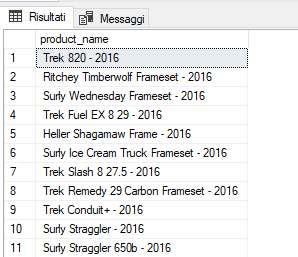 Risultati Messaggi
product_name
1 Trek 820 - 2016
2 Ritchey Timberwolf Frameset - 2016
3 Surly Wednesday Frameset - 2016
4 Trek Fuel EX 8 29 - 2016
5 Heller Shagamaw Frame - 2016
6 Surly Ice Cream Truck Frameset - 2016
7 Trek Slash 8 27.5 - 2016
8 Trek Remedy 29 Carbon Frameset - 2016
9 Trek Conduit+ - 2016
10 Surly Straggler - 2016
11 Surly Straggler 650b - 2016